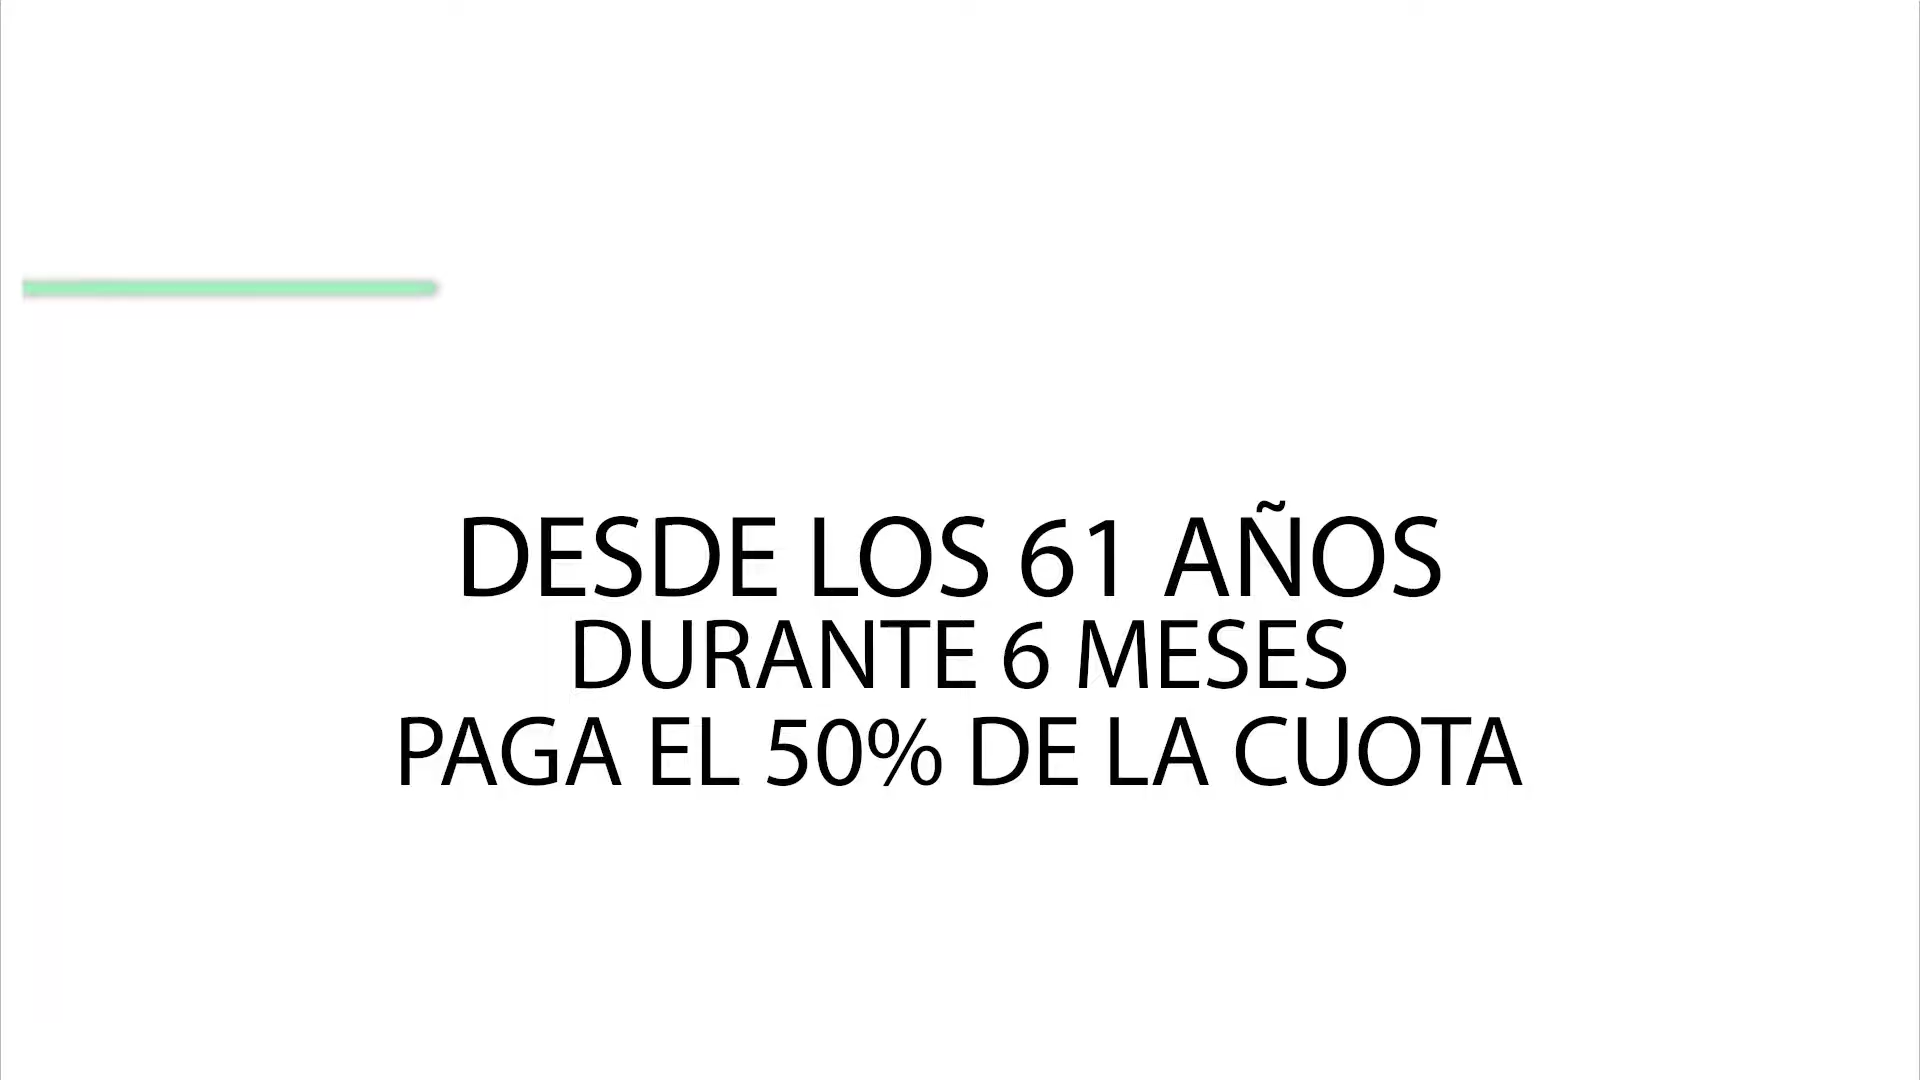 DESDE LOS 61 AÑOS
DURANTE 6 MESES
PAGA EL 50% DE LA CUOTA